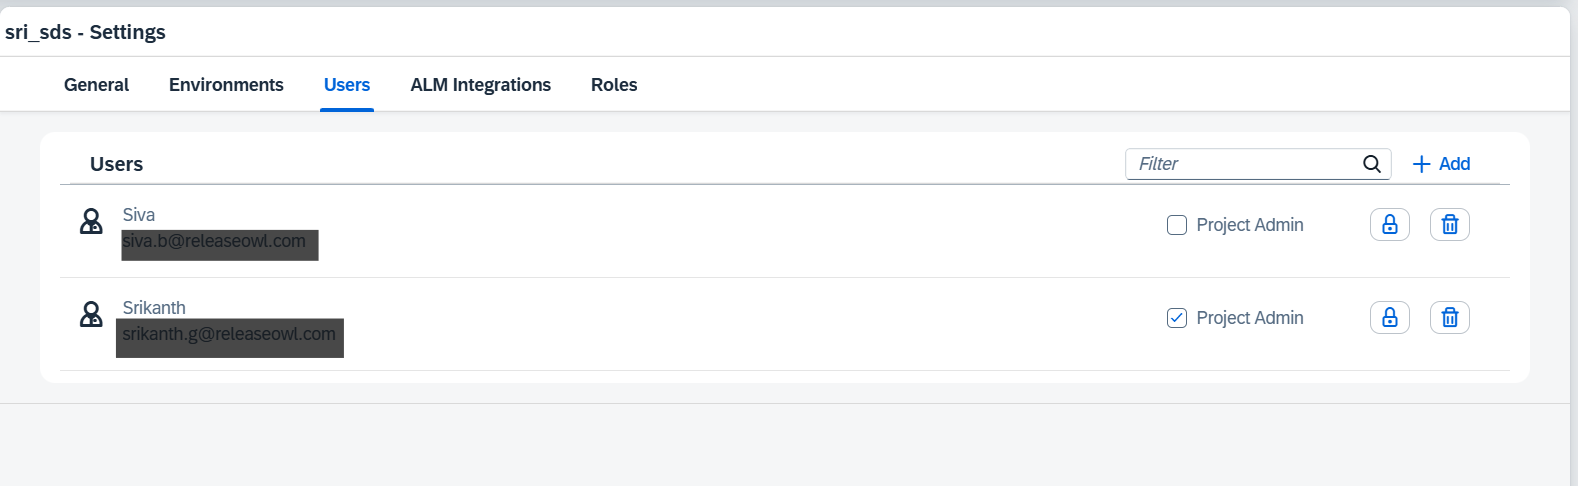 sri_sds - Settings
General Environments Users ALM Integrations Roles
Users Filter Add
Siva
siva.b@releaseowl.com
Project Admin
Srikanth
srikanth.g@releaseowl.com
Project Admin